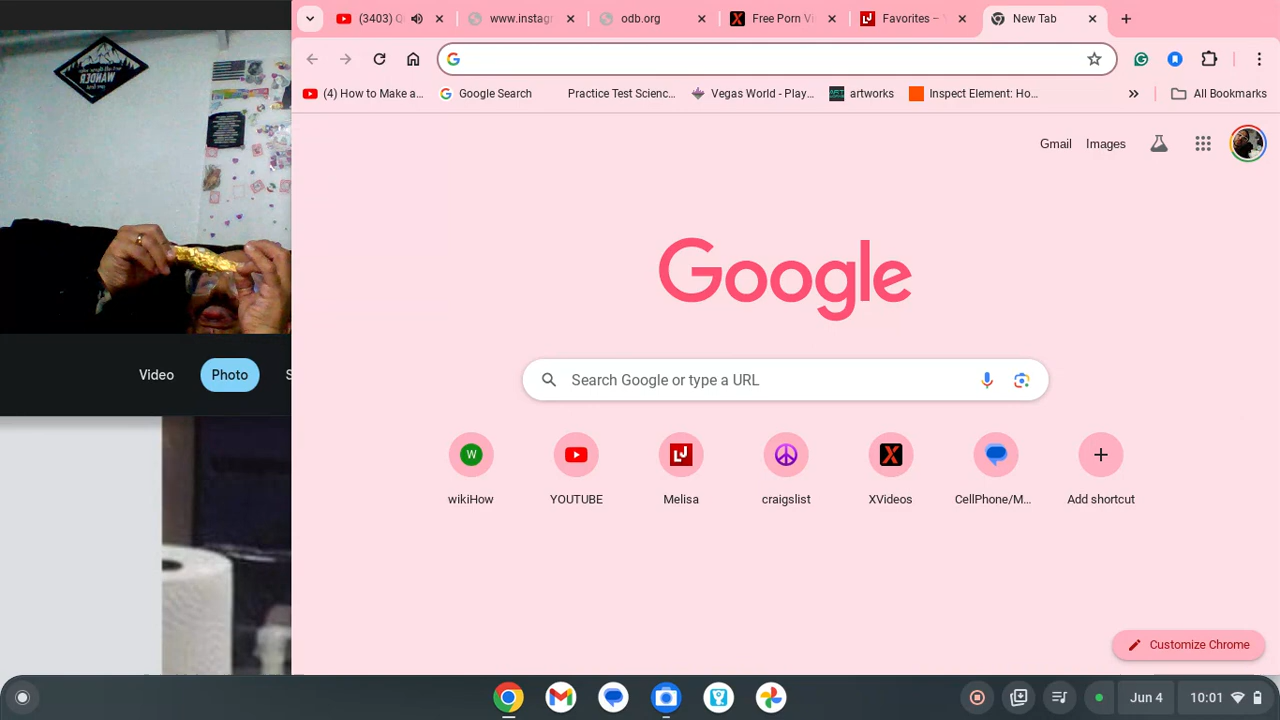 (3403) Q
www.instagr
odb.org
Free Porn Vi
Favorites –
New Tab
(4) How to Make a...
Google Search
Practice Test Scienc...
Vegas World - Play...
artworks
Inspect Element: Ho...
All Bookmarks
Gmail
Images
WANDER
Google
Search Google or type a URL
Video
Photo
W
wikiHow
YOUTUBE
Melisa
craigslist
XVideos
CellPhone/M...
Add shortcut
Customize Chrome
Jun 4
10:01